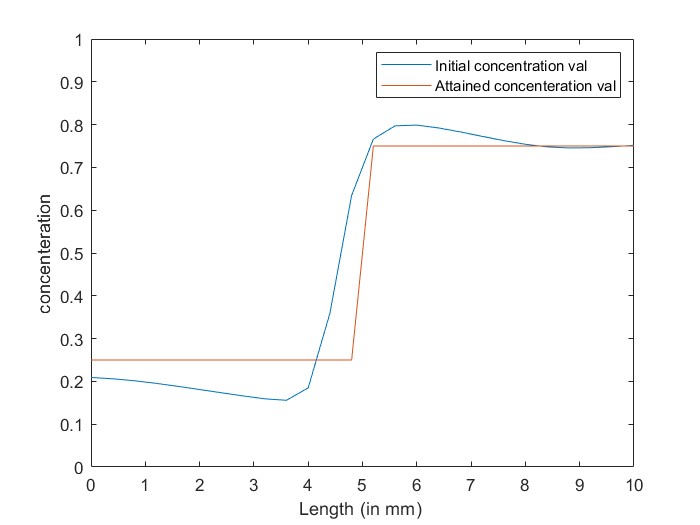 Initial concentration val
Attained concenteration val
1
0.9
0.8
0.7
0.6
0.5
0.4
0.3
0.2
0.1
0
concenteration
0 1 2 3 4 5 6 7 8 9 10
Length (in mm)